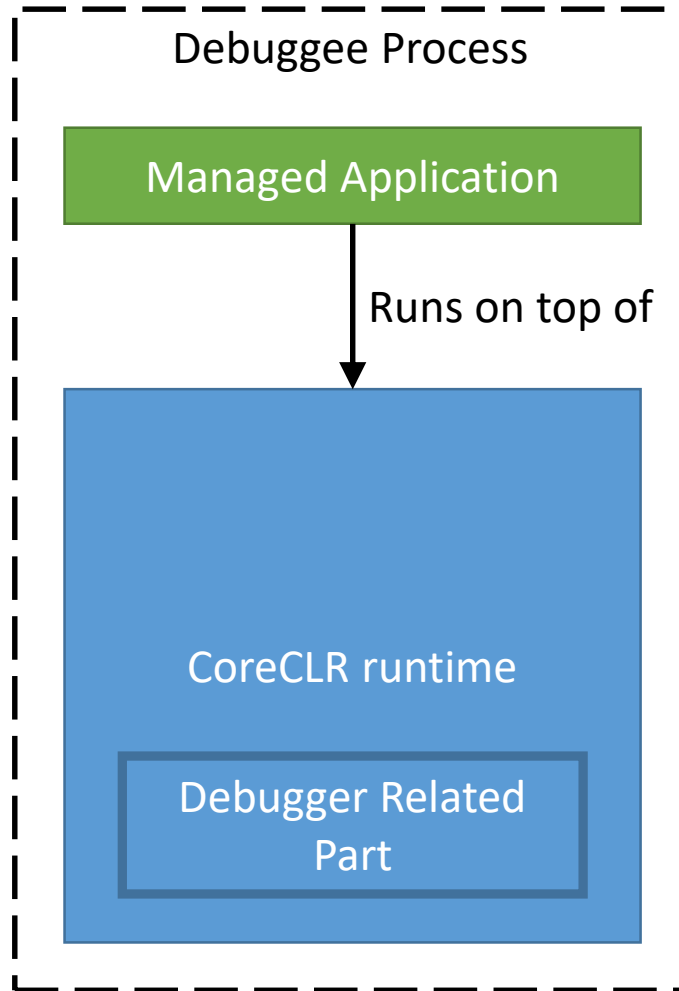 Debuggee Process
Managed Application
Runs on top of
CoreCLR runtime
Debugger Related
Part